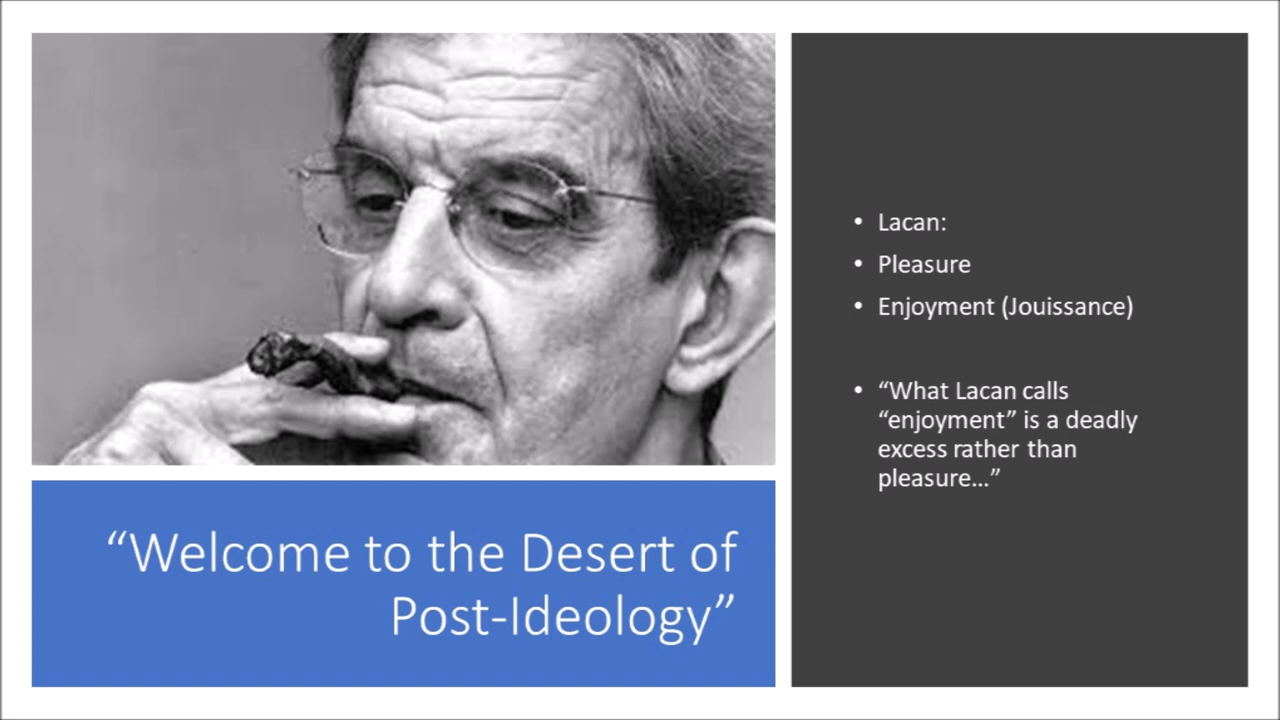 “Welcome to the Desert of
Post-Ideology”
• Lacan:
• Pleasure
• Enjoyment (Jouissance)
• “What Lacan calls
“enjoyment” is a deadly
excess rather than
pleasure…”